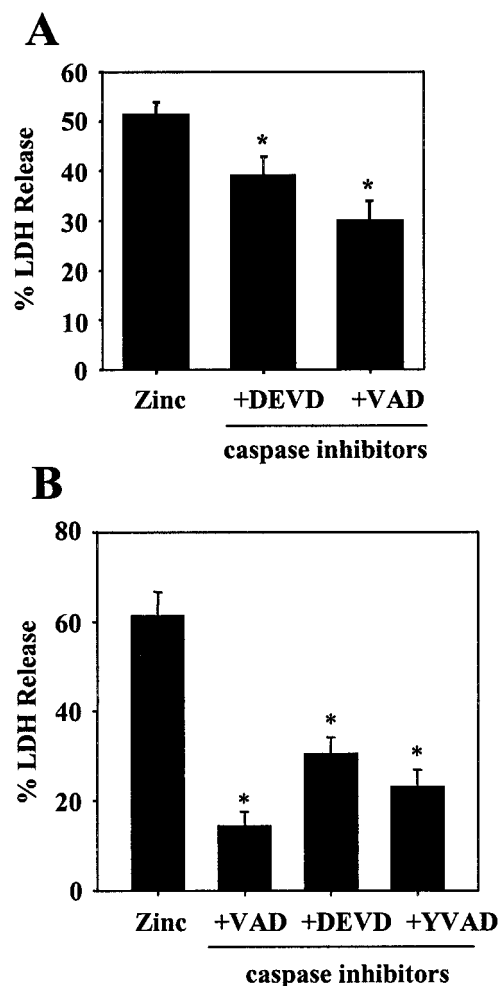 A
60
50
40
30
20
10
0
% LDH Release
*
*
Zinc +DEVD +VAD
caspase inhibitors
B
80
60
40
20
0
% LDH Release
*
*
*
Zinc +VAD +DEVD +YVAD
caspase inhibitors